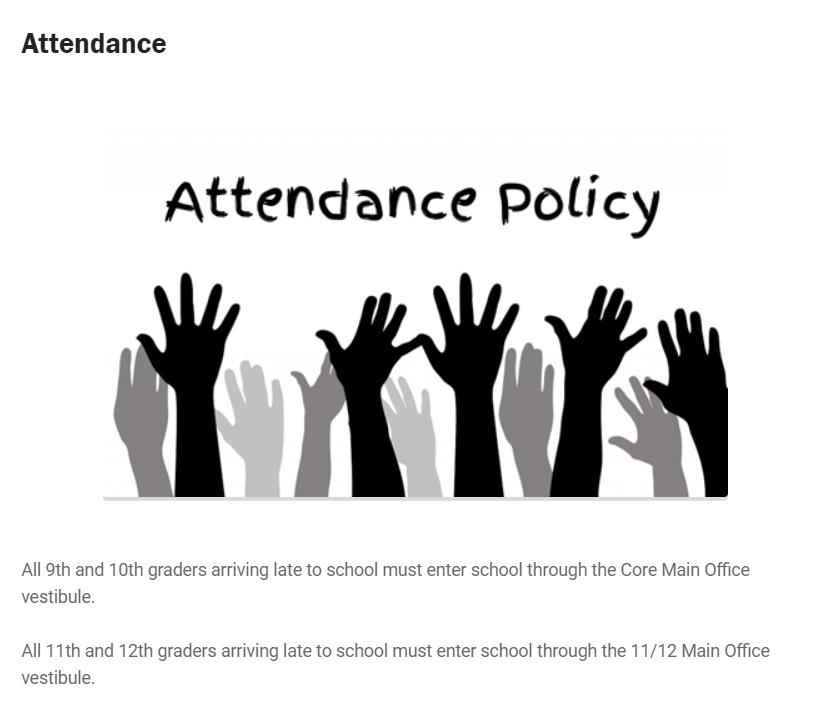 Attendance
Attendance Policy
All 9th and 10th graders arriving late to school must enter school through the Core Main Office
vestibule.
All 11th and 12th graders arriving late to school must enter school through the 11/12 Main Office
vestibule.